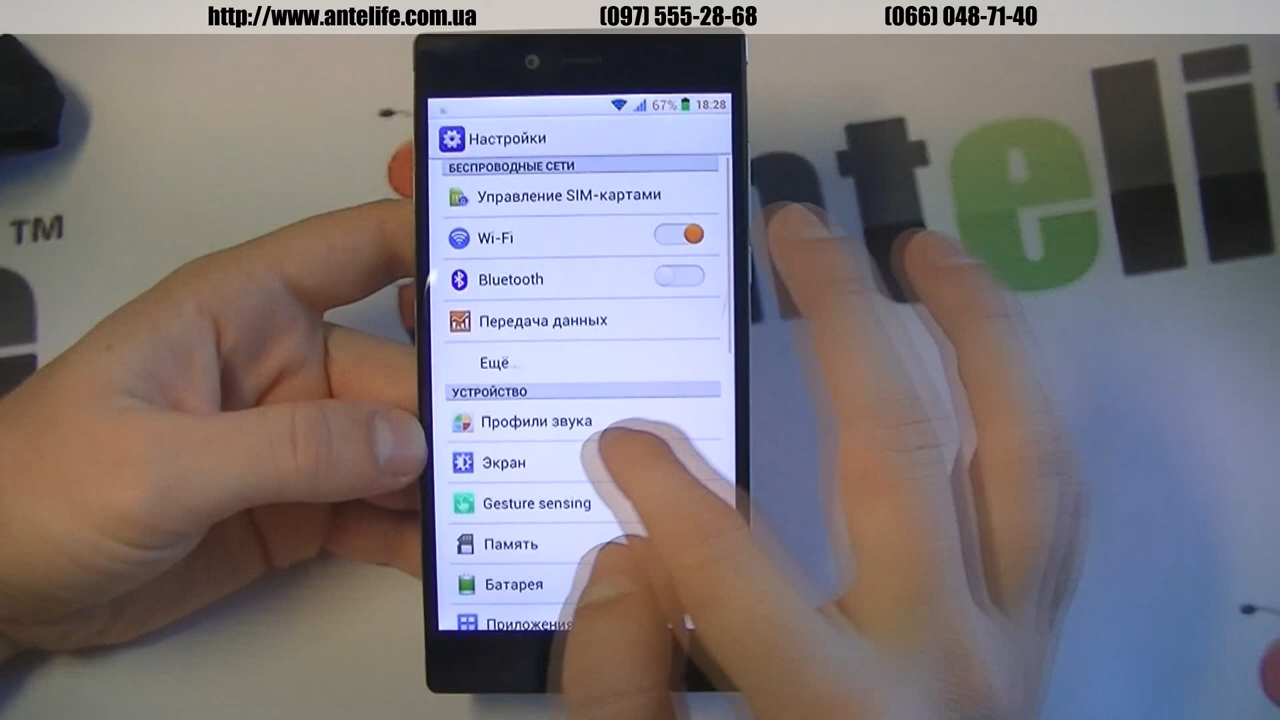 http://www.antelife.com.ua (097) 555-28-68 (066) 048-71-40
67% 18:28
Настройки
БЕСПРОВОДНЫЕ СЕТИ
Управление SIM-картами
Wi-Fi
Bluetooth
Передача данных
Ещё...
УСТРОЙСТВО
Профили звука
Экран
Gesture sensing
Память
Батарея
Приложения
TM
nteli